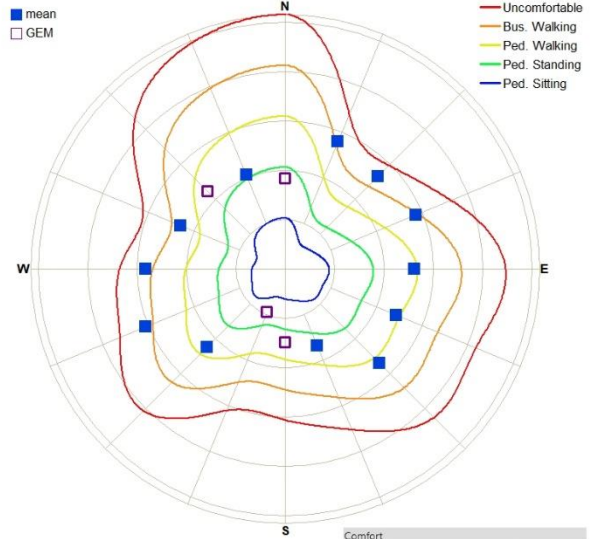 mean
GEM
N
Uncomfortable
Bus. Walking
Ped. Walking
Ped. Standing
Ped. Sitting
W
E
S
Comfort